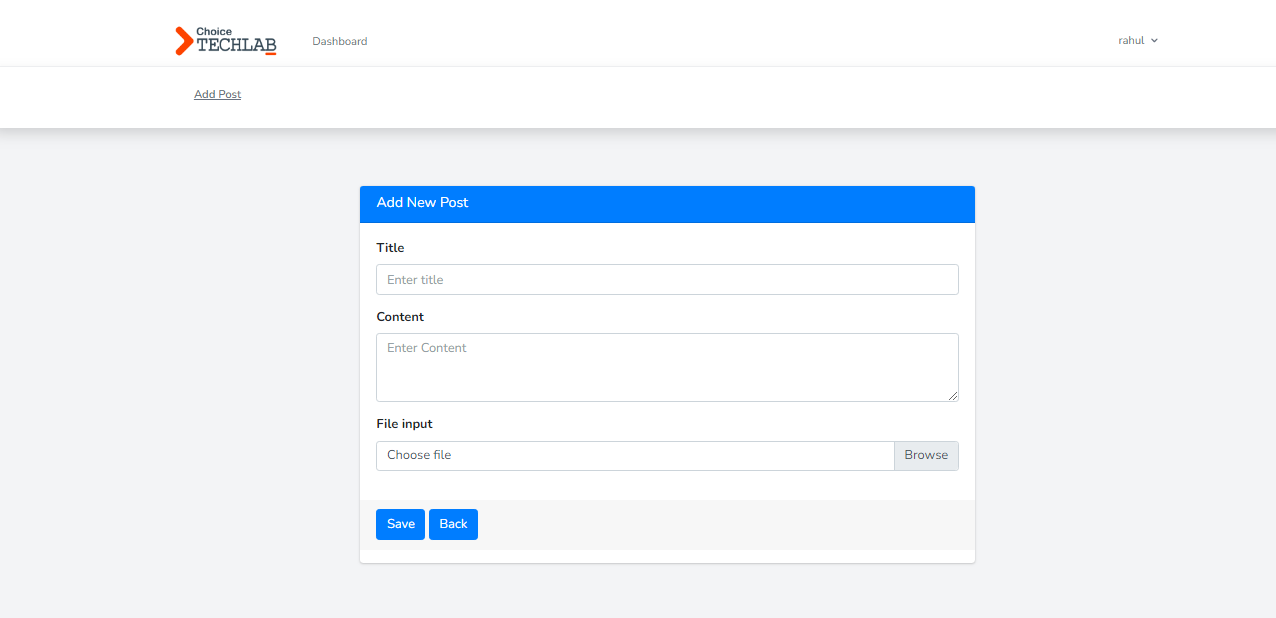 Choice
TECHLAB
Dashboard
rahul
Add Post
Add New Post
Title
Enter title
Content
Enter Content
File input
Choose file
Browse
Save
Back